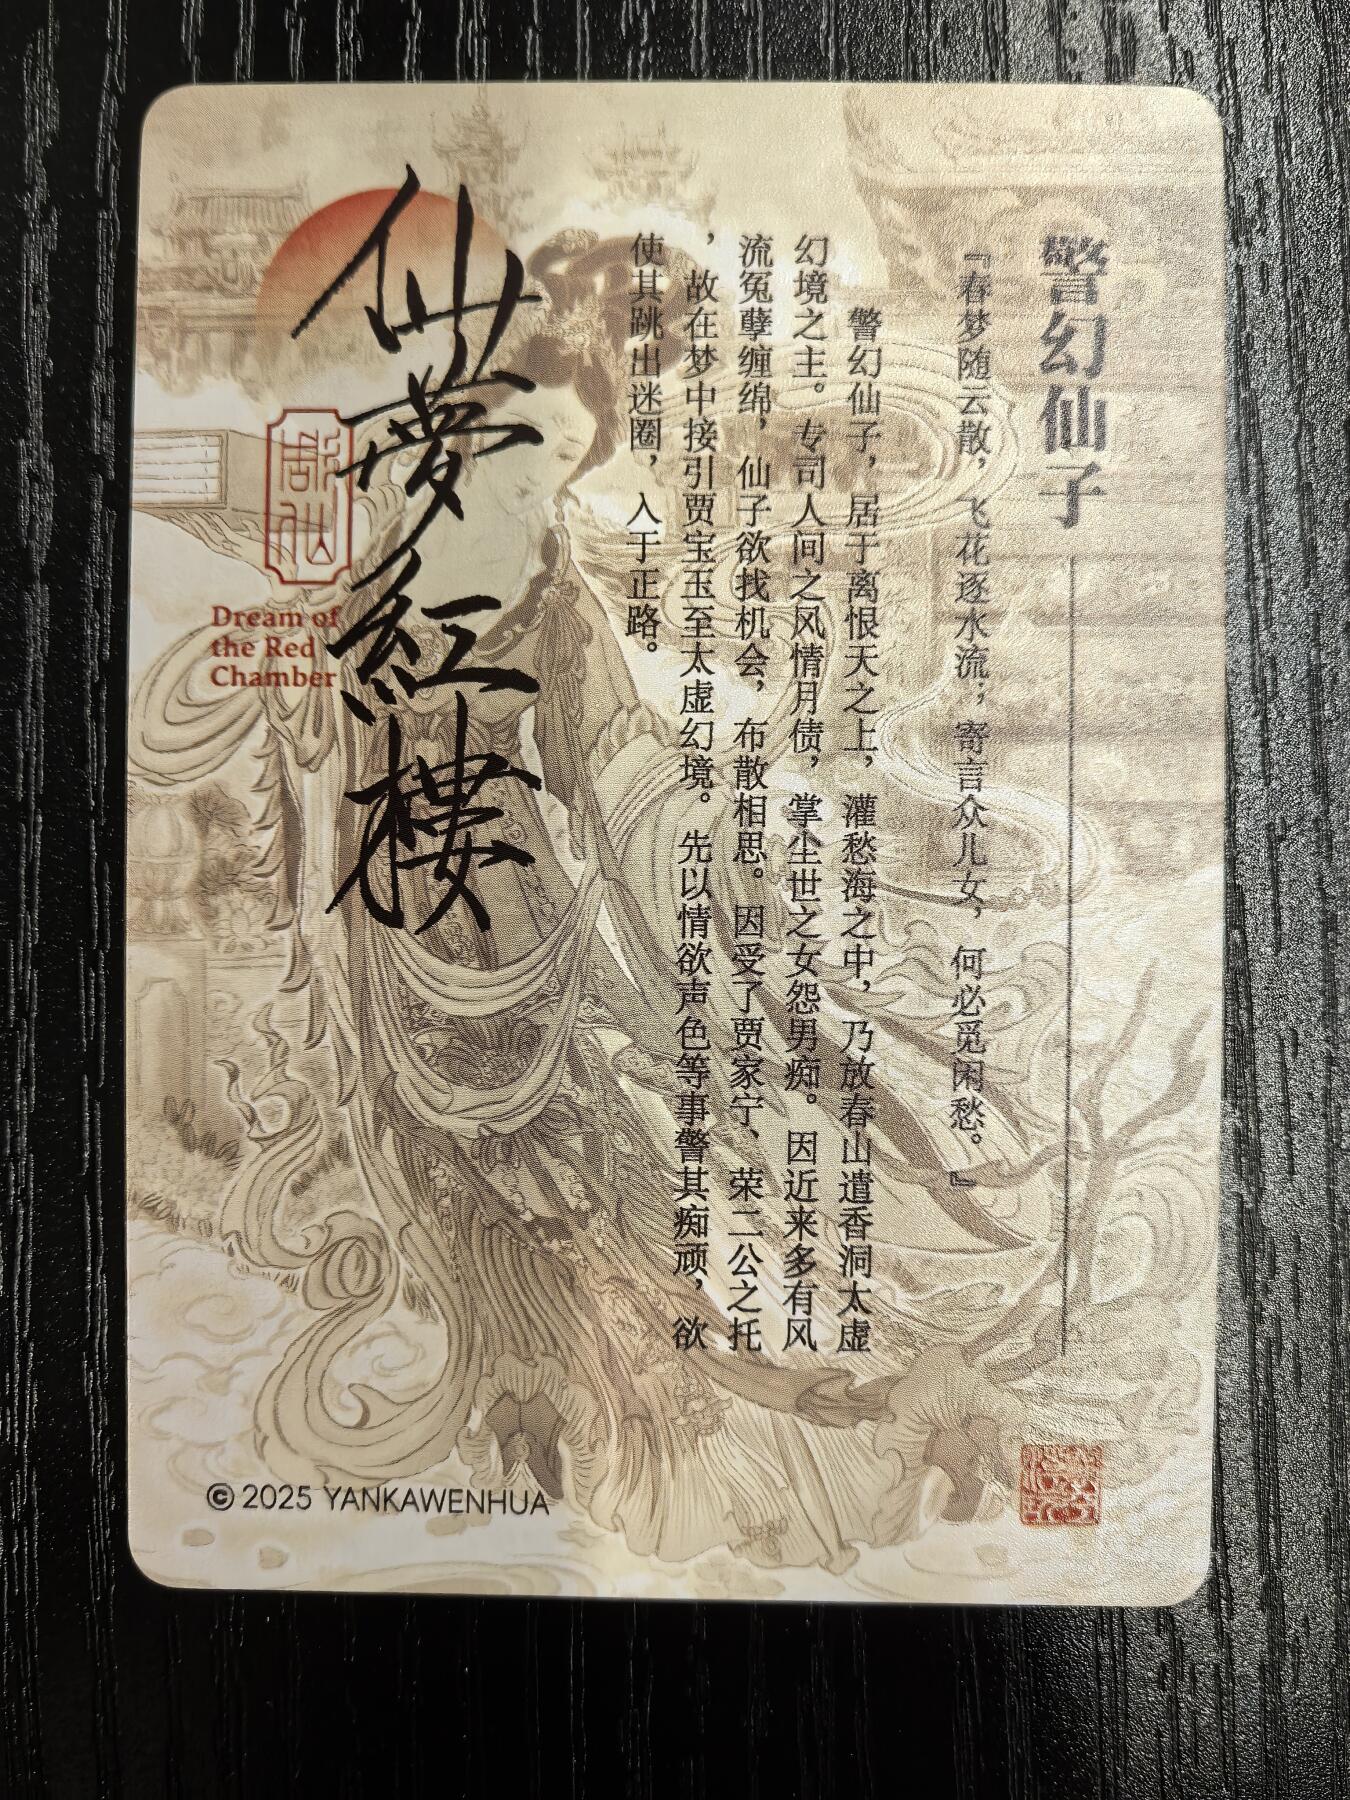 警幻仙子
『春梦随云散，飞花逐水流；寄言众儿女，何必觅闲愁。』
警幻仙子，居于离恨天之上，灌愁海之中，乃放春山遣香洞太虚
幻境之主。专司人间之风情月债，掌尘世之女怨男痴。因近来多有风
流冤孽缠绵，仙子欲找机会，布散相思。因受了贾家宁、荣二公之托
，故在梦中接引贾宝玉至太虚幻境。先以情欲声色等事警其痴顽，欲
使其跳出迷圈，入于正路。
仙夢紅樓
Dream of
the Red
Chamber
© 2025 YANKAWENHUA